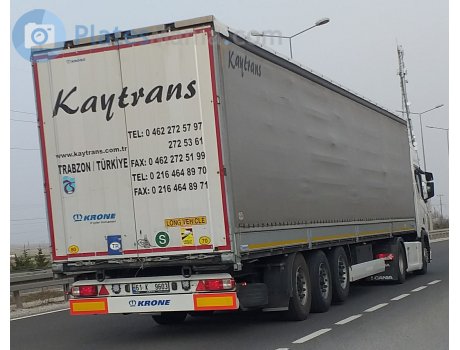 Kaytrans
TEL: 0 462 272 57 97
272 53 61
www.kaytrans.com.tr
TRABZON / TÜRKİYE
FAX: 0 462 272 51 99
TEL: 0 216 464 89 70
FAX: 0 216 464 89 71
KRONE
LONG VEHICLE
S
KRONE
Kaytrans
SCANIA